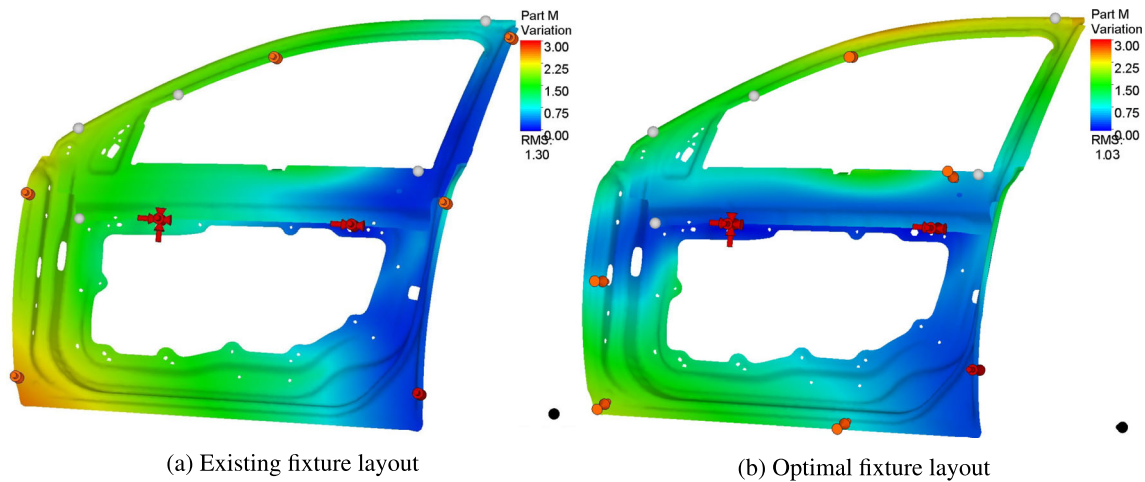 Part M
Variation
3.00
2.25
1.50
0.75
0.00
RMS:
1.30
Part M
Variation
3.00
2.25
1.50
0.75
0.00
RMS:
1.03
(a) Existing fixture layout
(b) Optimal fixture layout